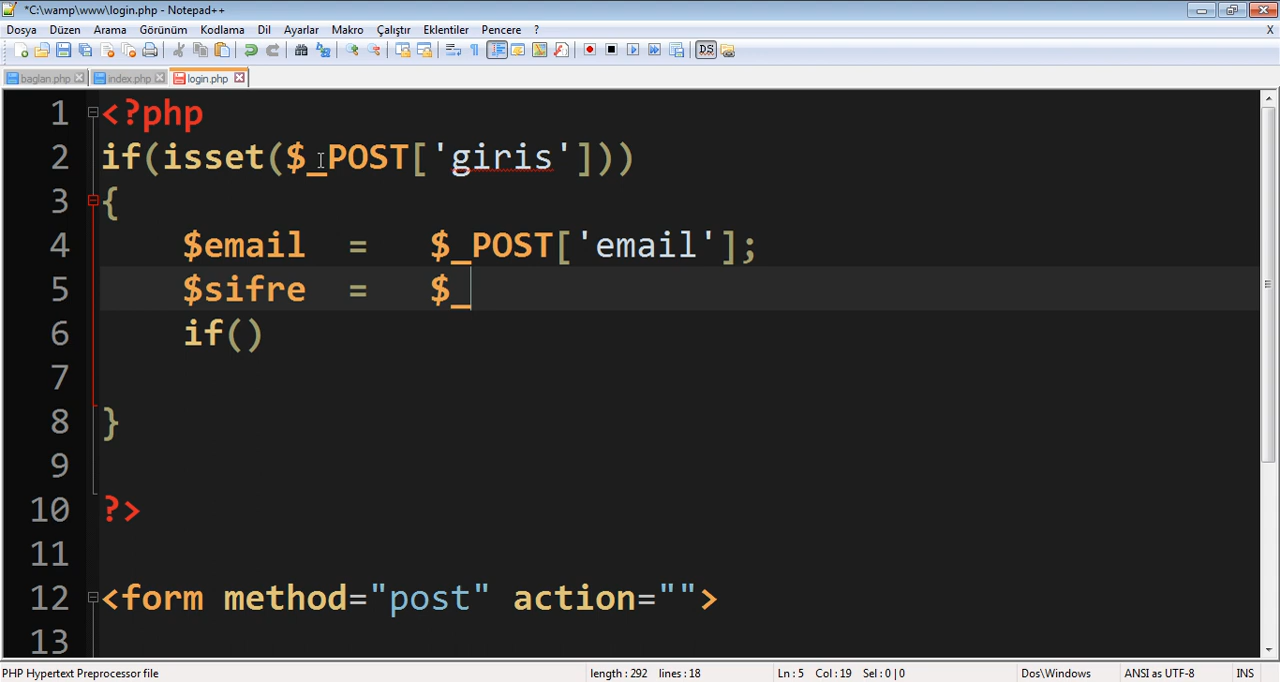 *C:\wamp\www\login.php - Notepad++
Dosya Düzen Arama Görünüm Kodlama Dil Ayarlar Makro Çalıştır Eklentiler Pencere ? X
baglan.php index.php login.php
1 <?php
2 if(isset($_POST['giris']))
3 {
4 $email = $_POST['email'];
5 $sifre = $_
6 if()
7
8 }
9
10 ?>
11
12 <form method="post" action="">
13
PHP Hypertext Preprocessor file length : 292 lines : 18 Ln : 5 Col : 19 Sel : 0 | 0 Dos\Windows ANSI as UTF-8 INS